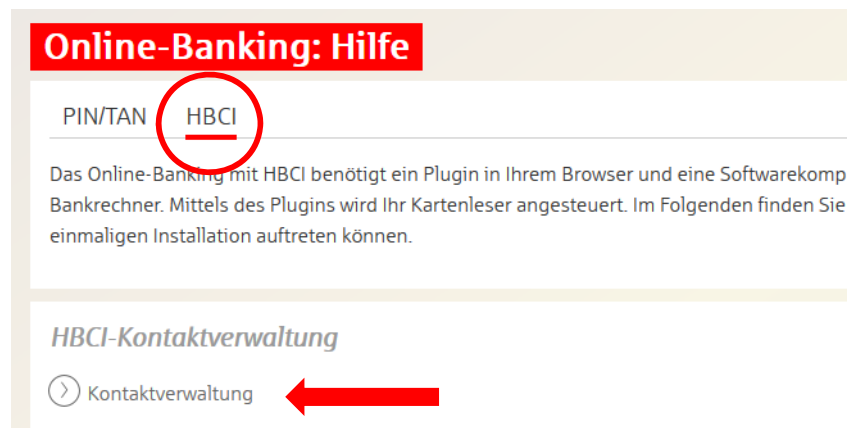 Online-Banking: Hilfe
PIN/TAN HBCI
Das Online-Banking mit HBCI benötigt ein Plugin in Ihrem Browser und eine Softwarekomp
Bankrechner. Mittels des Plugins wird Ihr Kartenleser angesteuert. Im Folgenden finden Sie
einmaligen Installation auftreten können.
HBCI-Kontaktverwaltung
Kontaktverwaltung